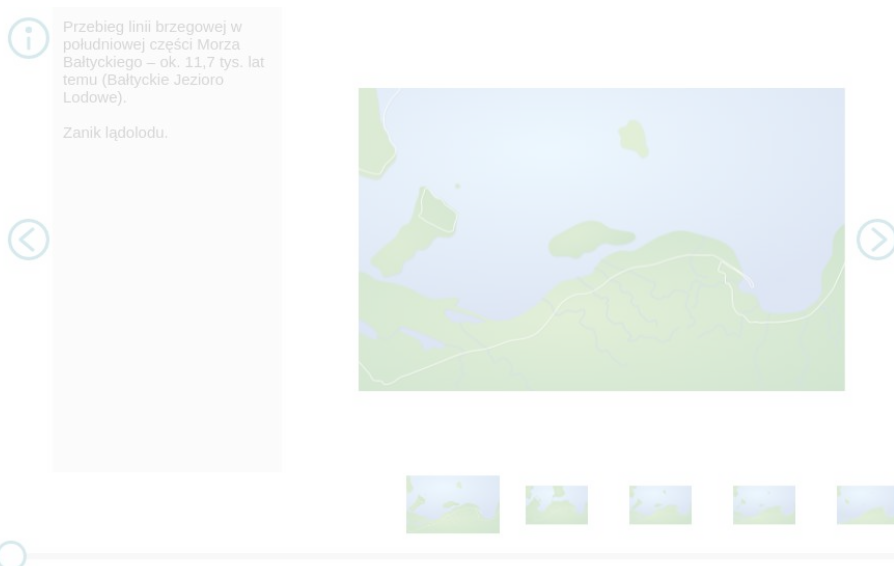 Przebieg linii brzegowej w
południowej części Morza
Bałtyckiego – ok. 11,7 tys. lat
temu (Bałtyckie Jezioro
Lodowe).
Zanik lądolodu.